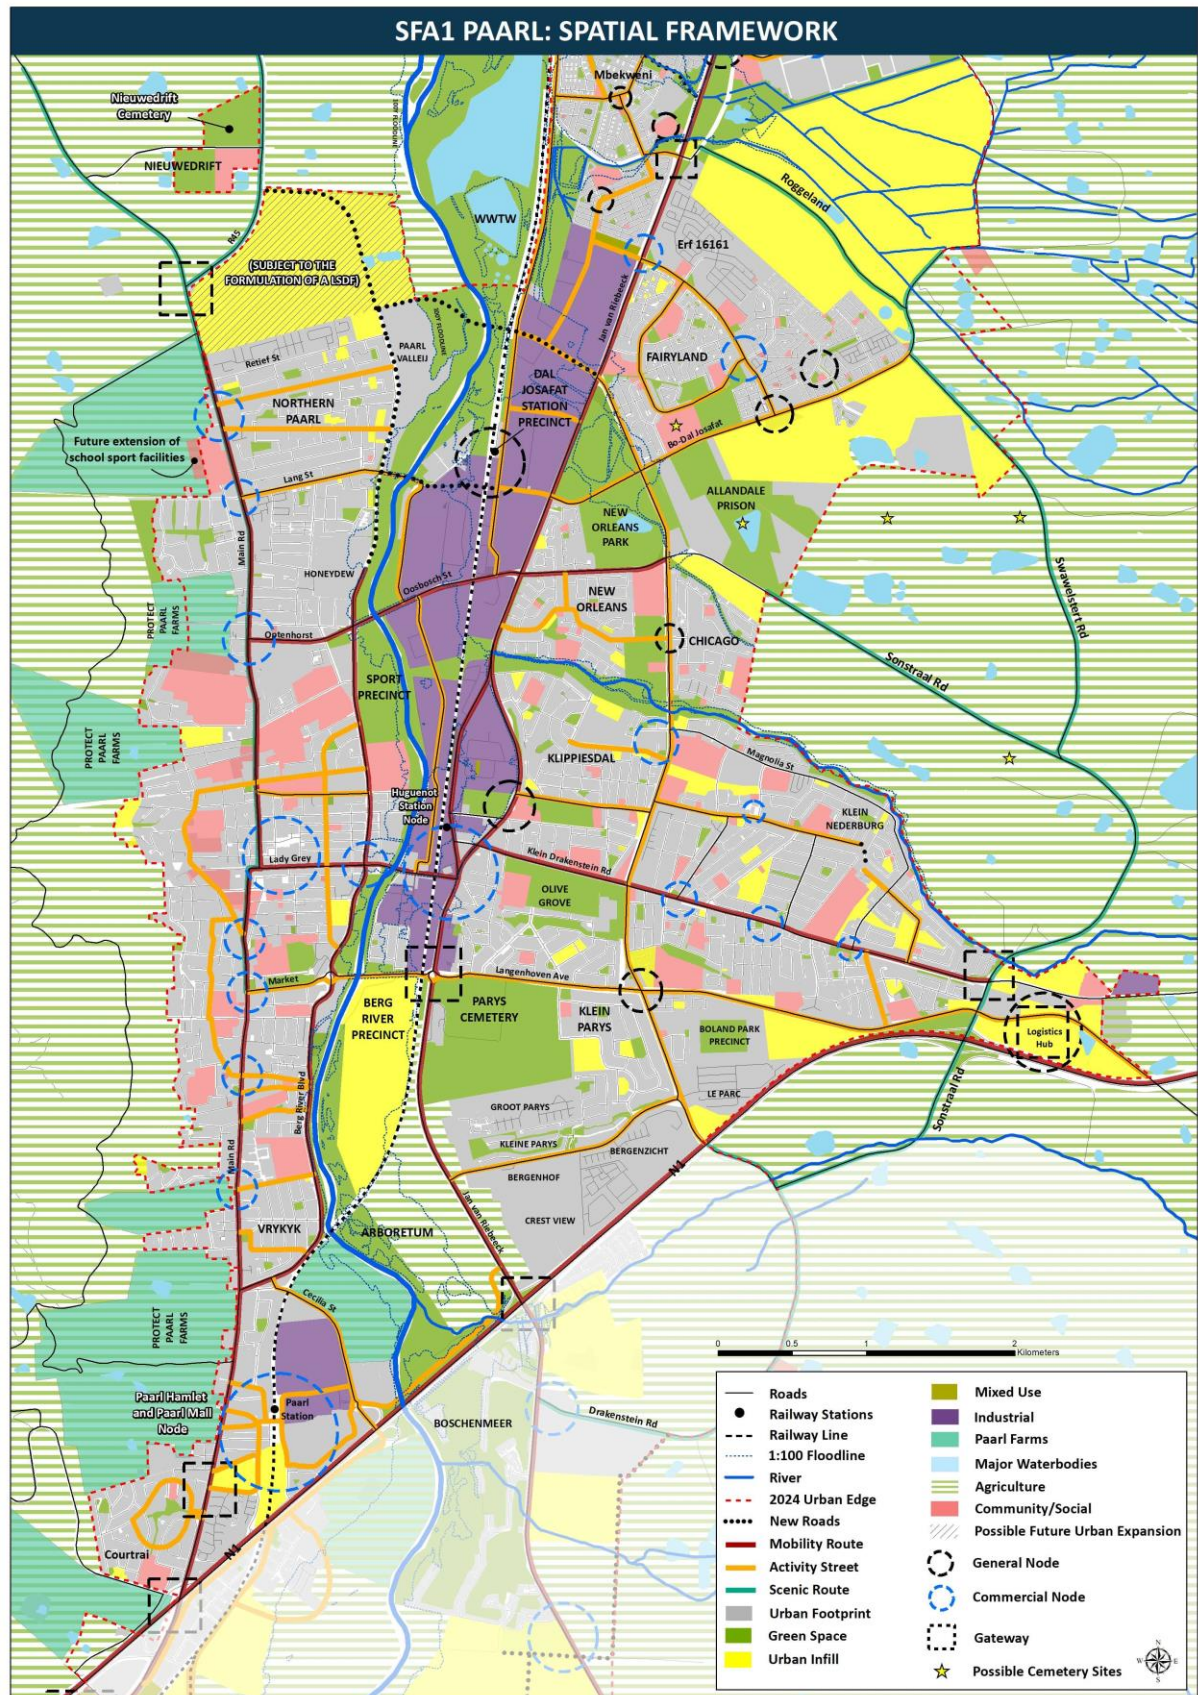 SFA1 PAARL: SPATIAL FRAMEWORK
Mbekweni
Nieuwedrift
Cemetery
100Y FLOODLINE
NIEUWEDRIFT
Roggeland
WWTW
R45
Erf 16161
(SUBJECT TO THE
FORMULATION OF A LSDF)
Jan van Riebeeck
100Y FLOODLINE
PAARL
VALLEIJ
Retief St
FAIRYLAND
DAL
JOSAFAT
STATION
PRECINCT
NORTHERN
PAARL
Future extension of
school sport facilities
Bo-Dal Josafat
Lang St
ALLANDALE
PRISON
NEW
ORLEANS
PARK
Main Rd
HONEYDEW
Oosbosch St
Swawelstert Rd
NEW
ORLEANS
PROTECT
PAARL
FARMS
Optenhorst
CHICAGO
Sonstraal Rd
SPORT
PRECINCT
PROTECT
PAARL
FARMS
KLIPPIESDAL
Magnolia St
Huguenot
Station
Node
KLEIN
NEDERBURG
Lady Grey
Klein Drakenstein Rd
OLIVE
GROVE
Market
Langenhoven Ave
BERG
RIVER
PRECINCT
PARYS
CEMETERY
KLEIN
PARYS
BOLAND PARK
PRECINCT
Logistics
Hub
Berg River Blvd
LE PARC
GROOT PARYS
Sonstraal Rd
KLEINE PARYS
BERGENZICHT
Main Rd
BERGENHOF
N1
CREST VIEW
Jan van Riebeeck
VRYKYK
ARBORETUM
Cecilia St
PROTECT
PAARL
FARMS
Paarl Hamlet
and Paarl Mall
Node
Paarl
Station
BOSCHENMEER
Drakenstein Rd
Courtrai
N1
0 0.5 1 2
Kilometers
Roads
Railway Stations
Railway Line
1:100 Floodline
River
2024 Urban Edge
New Roads
Mobility Route
Activity Street
Scenic Route
Urban Footprint
Green Space
Urban Infill
Mixed Use
Industrial
Paarl Farms
Major Waterbodies
Agriculture
Community/Social
Possible Future Urban Expansion
General Node
Commercial Node
Gateway
Possible Cemetery Sites
N
W E
S